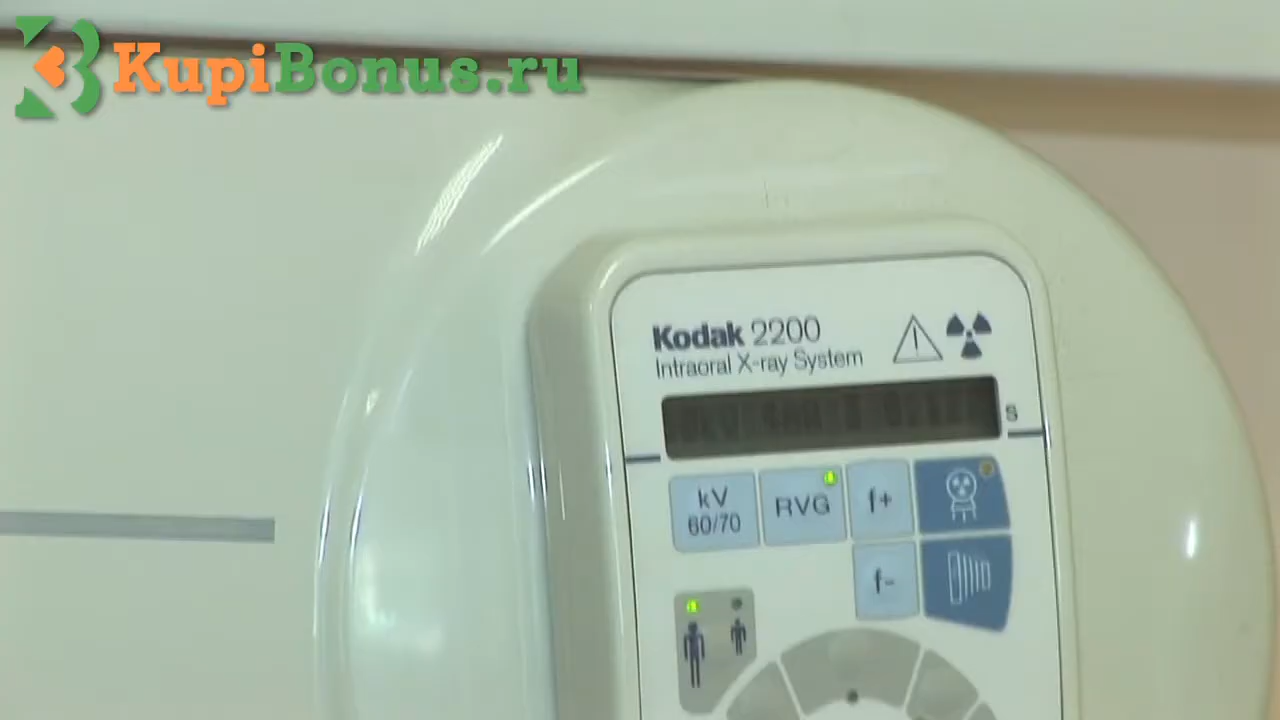 KupiBonus.ru
Kodak 2200
Intraoral X-ray System
s
kV
60/70
RVG
f+
f-